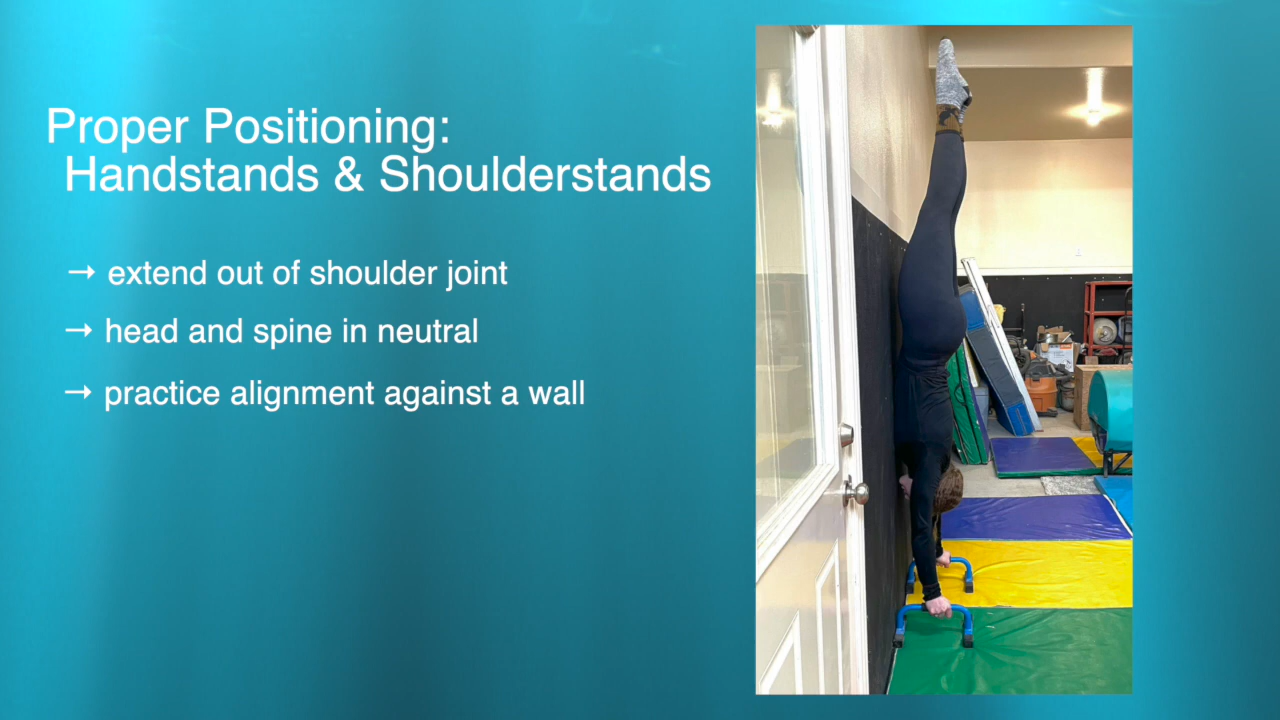 Proper Positioning:
Handstands & Shoulderstands
→ extend out of shoulder joint
→ head and spine in neutral
→ practice alignment against a wall